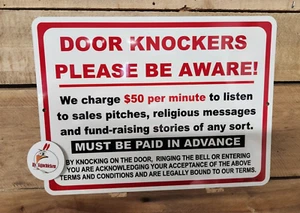 DOOR KNOCKERS
PLEASE BE AWARE!
We charge $50 per minute to listen
to sales pitches, religious messages
and fund-raising stories of any sort.
MUST BE PAID IN ADVANCE
BY KNOCKING ON THE DOOR, RINGING THE BELL OR ENTERING
YOU ARE ACKNOWLEDGING YOUR ACCEPTANCE OF THE ABOVE
TERMS AND CONDITIONS AND ARE LEGALLY BOUND TO OUR TERMS.